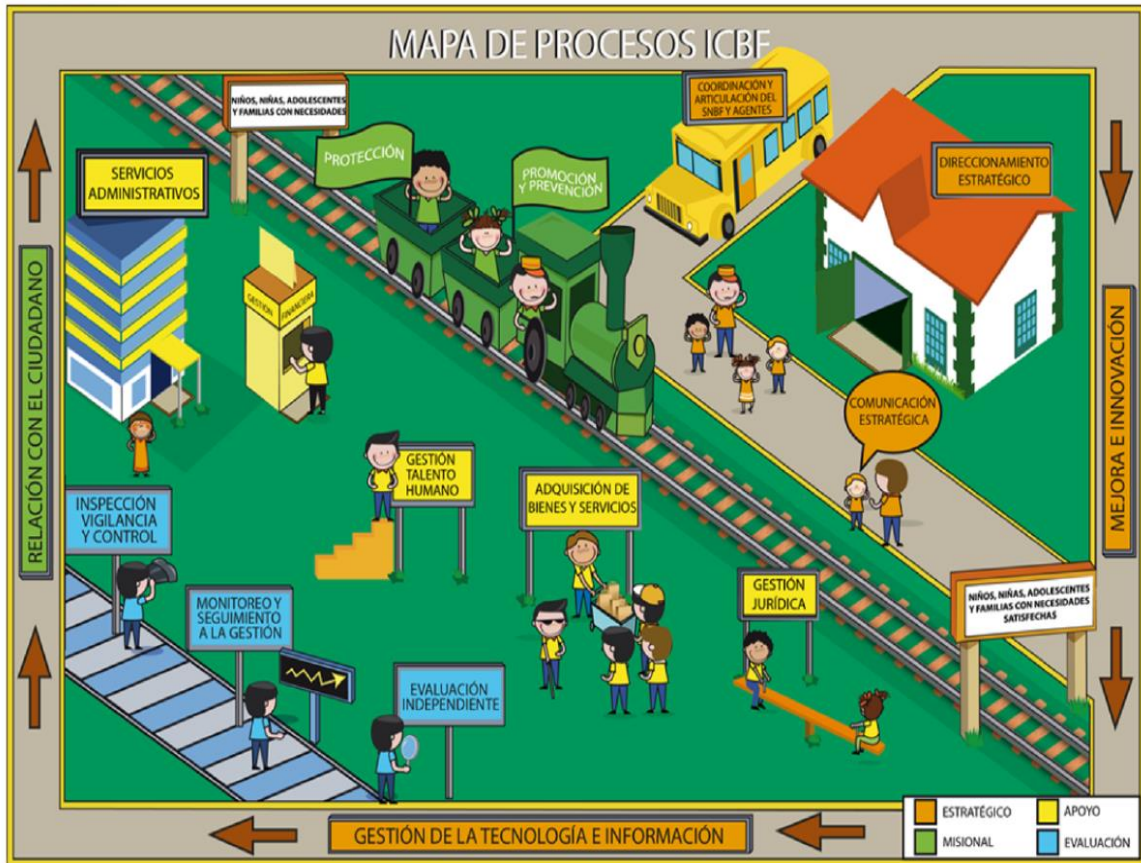 MAPA DE PROCESOS ICBF
NIÑOS, NIÑAS, ADOLESCENTES
Y FAMILIAS CON NECESIDADES
COORDINACIÓN Y
ARTICULACIÓN DEL
SNBF Y AGENTES
PROTECCIÓN
PROMOCIÓN
Y PREVENCIÓN
SERVICIOS
ADMINISTRATIVOS
DIRECCIONAMIENTO
ESTRATÉGICO
GESTIÓN
FINANCIERA
RELACIÓN CON EL CIUDADANO
MEJORA E INNOVACIÓN
COMUNICACIÓN
ESTRATÉGICA
GESTIÓN
TALENTO
HUMANO
ADQUISICIÓN DE
BIENES Y SERVICIOS
INSPECCIÓN
VIGILANCIA
Y CONTROL
GESTIÓN
JURÍDICA
NIÑOS, NIÑAS, ADOLESCENTES
Y FAMILIAS CON NECESIDADES
SATISFECHAS
MONITOREO Y
SEGUIMIENTO
A LA GESTIÓN
EVALUACIÓN
INDEPENDIENTE
GESTIÓN DE LA TECNOLOGÍA E INFORMACIÓN
ESTRATÉGICO
APOYO
MISIONAL
EVALUACIÓN